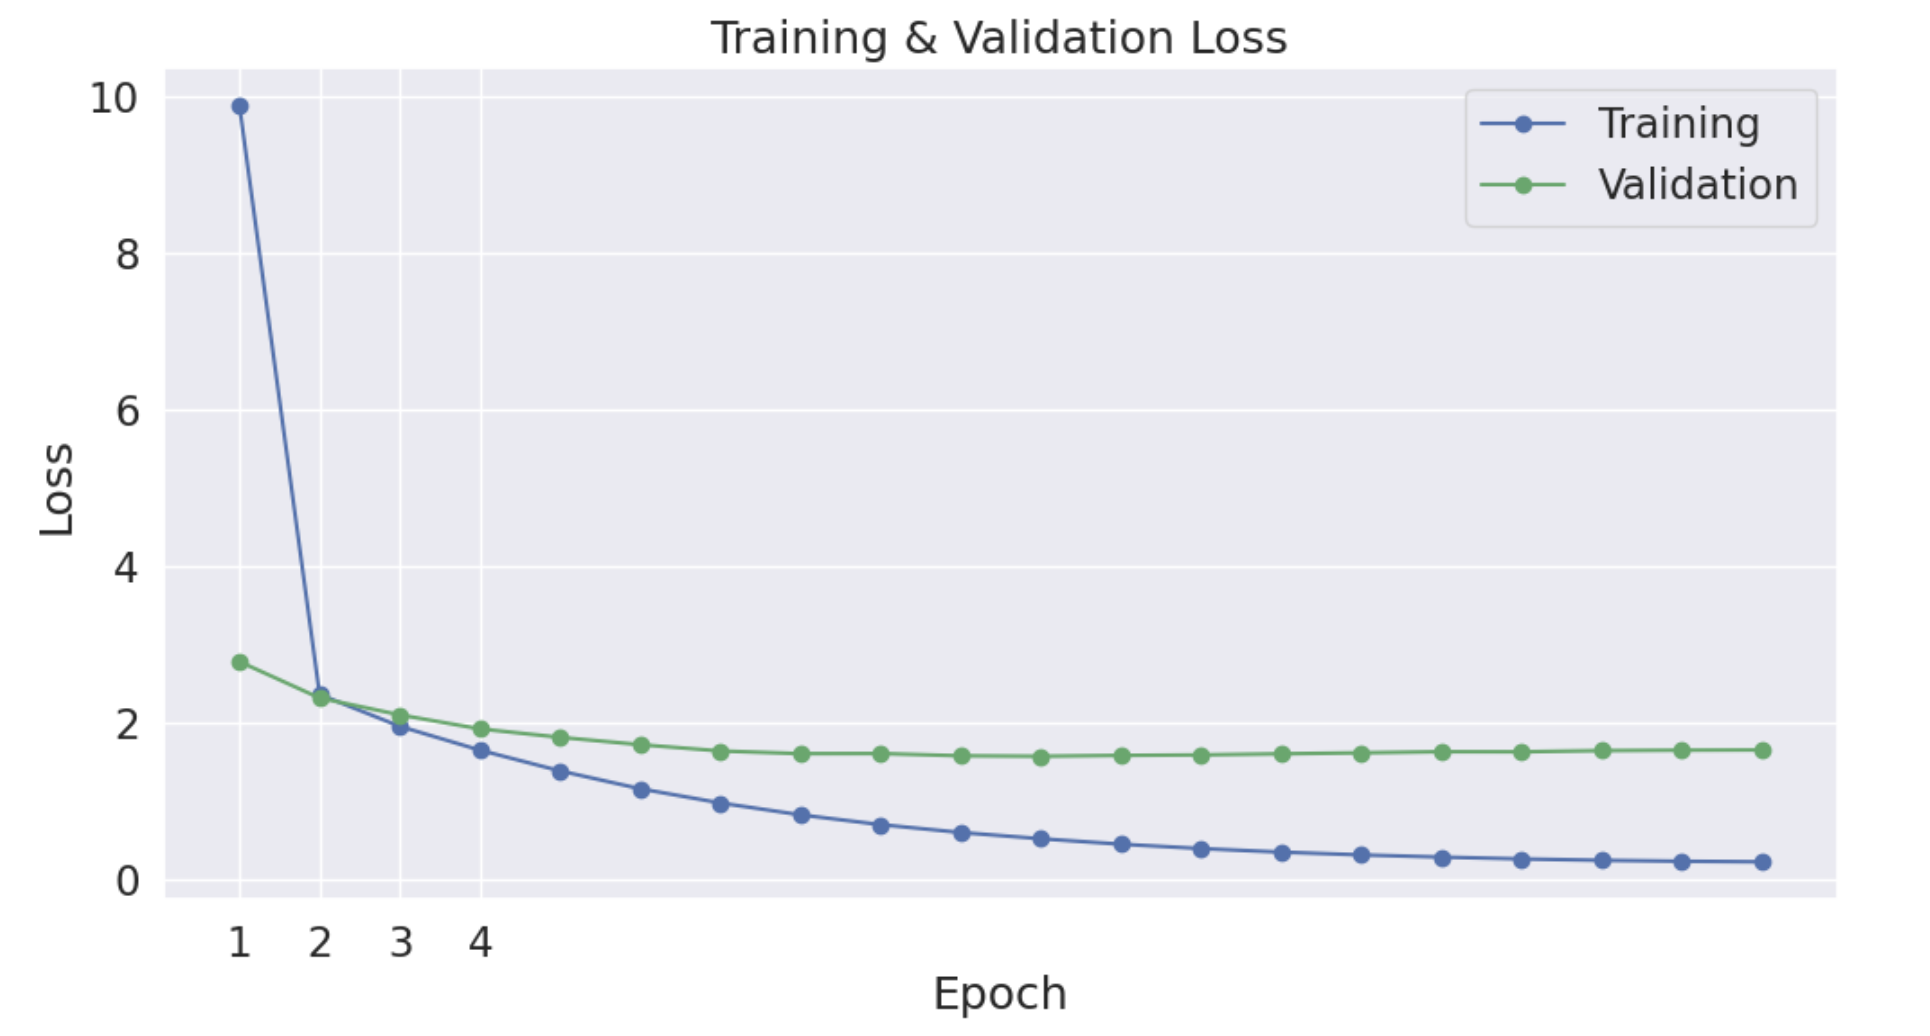 Training & Validation Loss
10
8
6
4
2
0
Loss
Training
Validation
1 2 3 4
Epoch